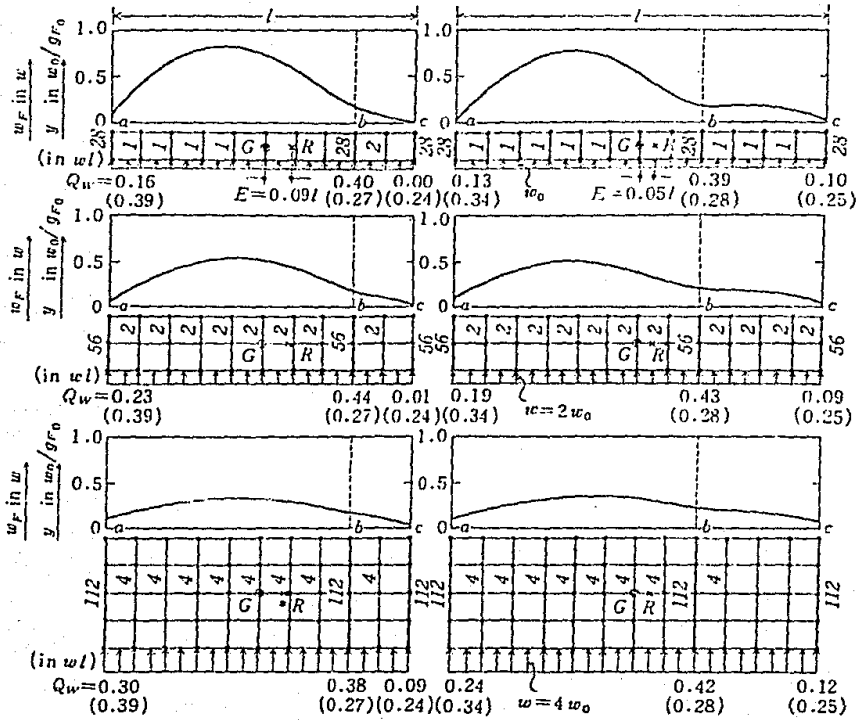 l l
1.0 1.0
w_F in w
y in w_0/g_F0
0.5 0.5
0 a b c 0 a b c
28 1 1 1 1 G R 28 2 28 28 1 1 1 1 1 G R 28 1 1 1 28
(in wl)
Q_W=0.16 0.40 0.00 0.13 w_0 0.39 0.10
E=0.09l E=0.05l
(0.39) (0.27)(0.24)(0.34) (0.28) (0.25)
1.0 1.0
w_F in w
y in w_0/g_F0
0.5 0.5
0 a b c 0 a b c
56 2 2 2 2 2 2 2 56 2 56 56 2 2 2 2 2 2 2 56 2 2 2 56
G R G R
(in wl)
Q_W=0.23 0.44 0.01 0.19 0.43 0.09
(0.39) (0.27)(0.24)(0.34) w=2w_0 (0.28) (0.25)
1.0 1.0
w_F in w
y in w_0/g_F0
0.5 0.5
0 a b c 0 a b c
112 4 4 4 4 4 4 4 112 4 112 112 4 4 4 4 4 4 4 112 4 112
G R G R
(in wl)
Q_W=0.30 0.38 0.09 0.24 0.42 0.12
(0.39) (0.27)(0.24)(0.34) w=4w_0 (0.28) (0.25)